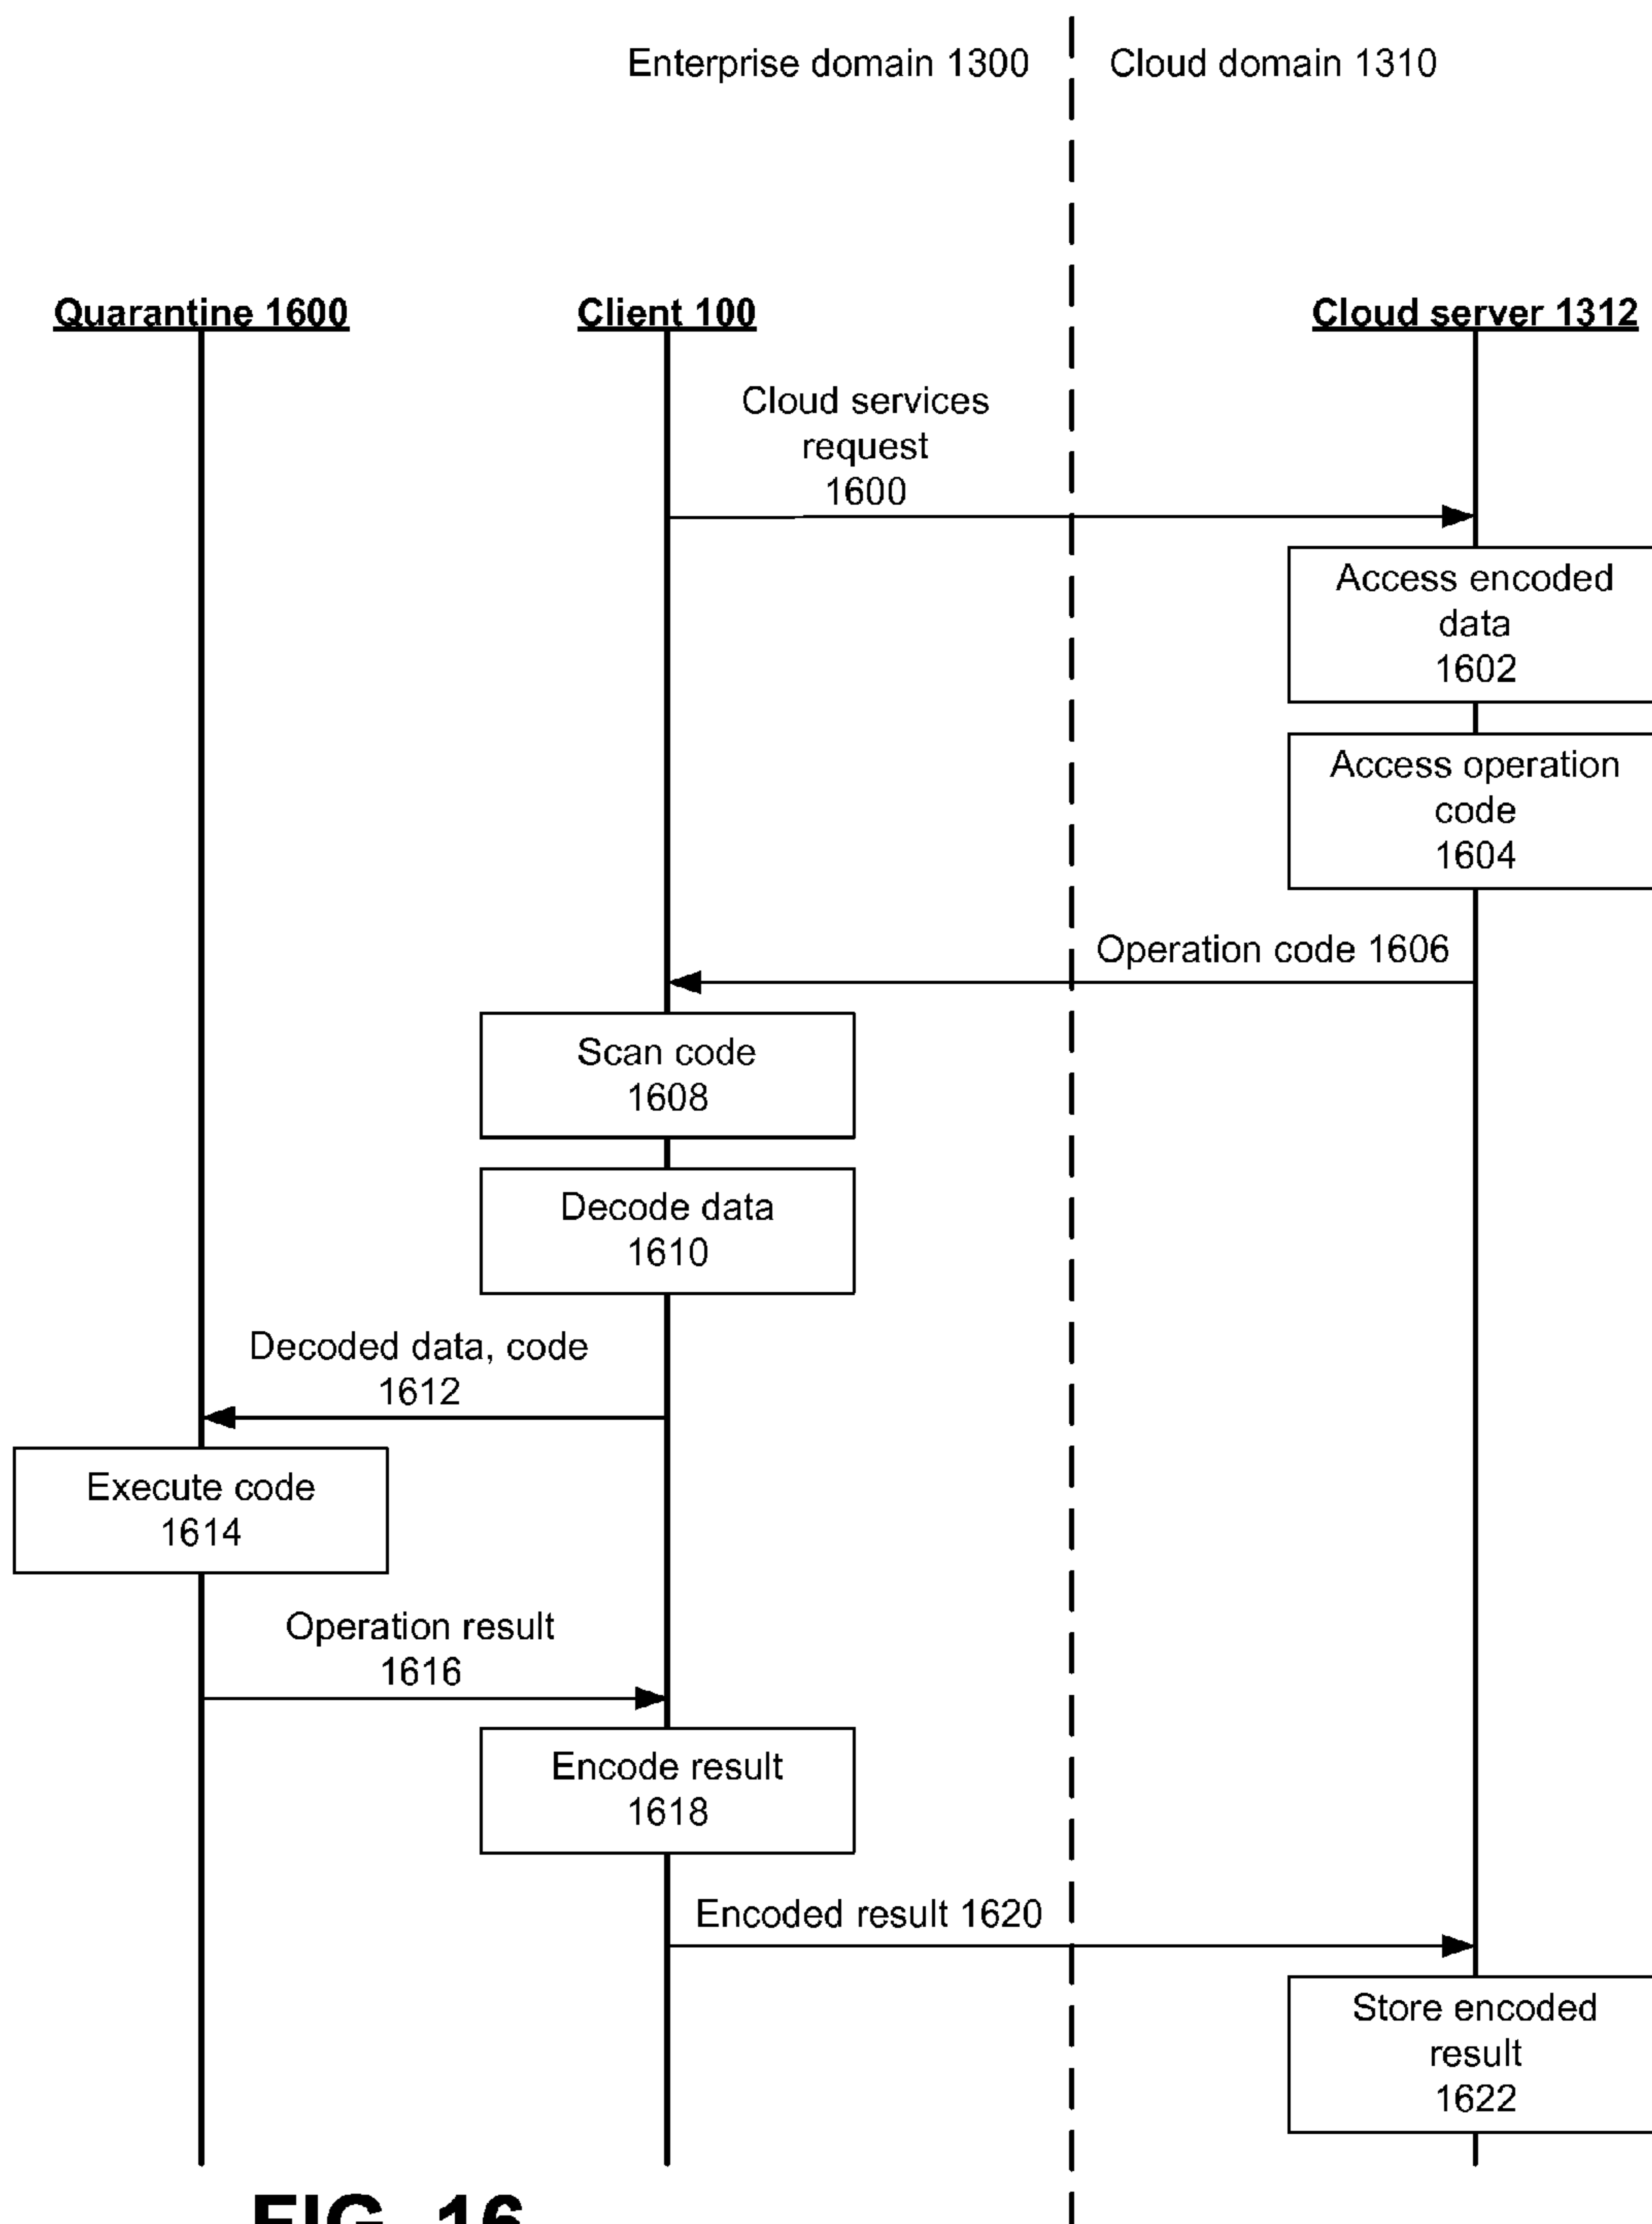 Enterprise domain 1300
Cloud domain 1310
Quarantine 1600
Client 100
Cloud server 1312
Cloud services
request
1600
Access encoded
data
1602
Access operation
code
1604
Operation code 1606
Scan code
1608
Decode data
1610
Decoded data, code
1612
Execute code
1614
Operation result
1616
Encode result
1618
Encoded result 1620
Store encoded
result
1622
FIG. 16